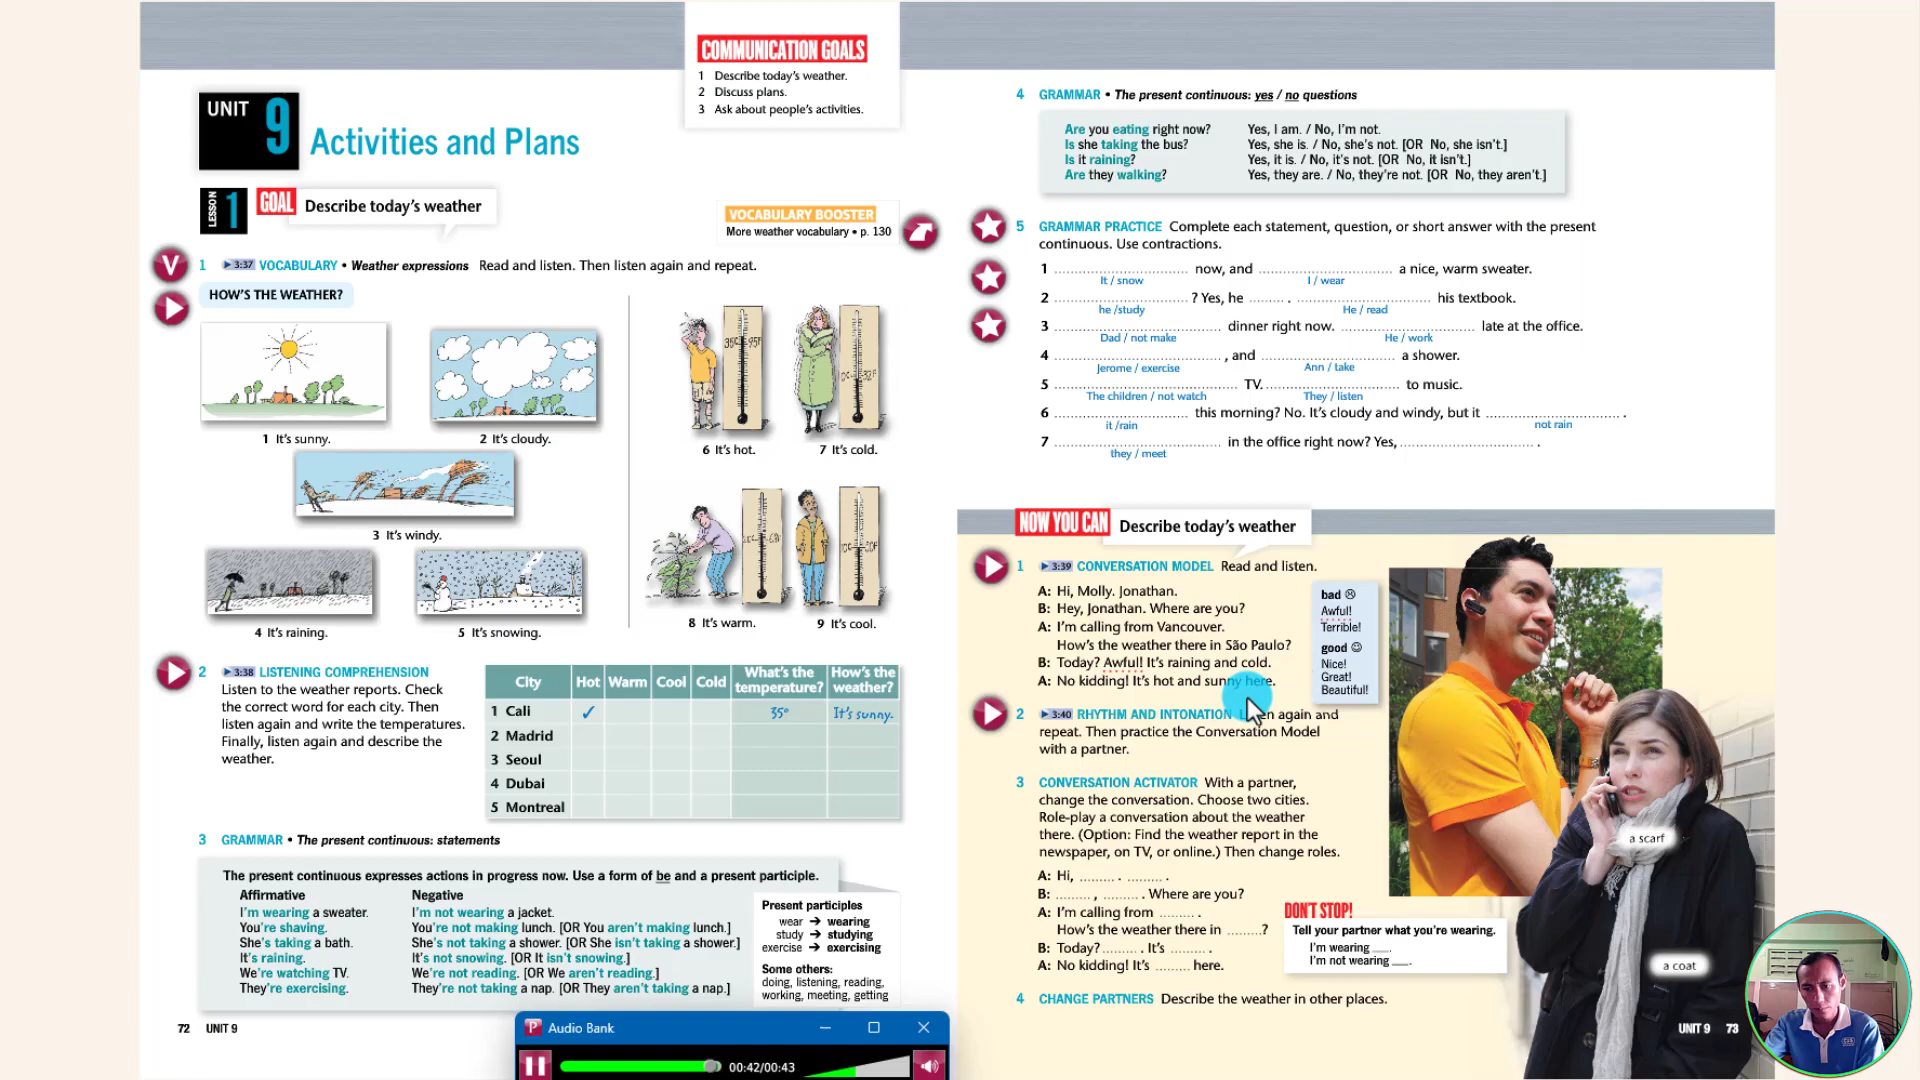 COMMUNICATION GOALS
1 Describe today's weather.
2 Discuss plans.
3 Ask about people's activities.
UNIT 9 Activities and Plans
LESSON 1 GOAL Describe today's weather
VOCABULARY BOOSTER
More weather vocabulary • p. 130
V
1 3:37 VOCABULARY • Weather expressions Read and listen. Then listen again and repeat.
HOW'S THE WEATHER?
1 It's sunny.
2 It's cloudy.
3 It's windy.
4 It's raining.
5 It's snowing.
35C 95F
6 It's hot.
7 It's cold.
8 It's warm.
9 It's cool.
2 3:38 LISTENING COMPREHENSION
Listen to the weather reports. Check
the correct word for each city. Then
listen again and write the temperatures.
Finally, listen again and describe the
weather.
City Hot Warm Cool Cold What's the temperature? How's the weather?
1 Cali ✓ 35° It's sunny.
2 Madrid
3 Seoul
4 Dubai
5 Montreal
3 GRAMMAR • The present continuous: statements
The present continuous expresses actions in progress now. Use a form of be and a present participle.
Affirmative Negative
I'm wearing a sweater. I'm not wearing a jacket.
You're shaving. You're not making lunch. [OR You aren't making lunch.]
She's taking a bath. She's not taking a shower. [OR She isn't taking a shower.]
It's raining. It's not snowing. [OR It isn't snowing.]
We're watching TV. We're not reading. [OR We aren't reading.]
They're exercising. They're not taking a nap. [OR They aren't taking a nap.]
Present participles
wear → wearing
study → studying
exercise → exercising
Some others:
doing, listening, reading,
working, meeting, getting
72 UNIT 9
Audio Bank
00:42/00:43
4 GRAMMAR • The present continuous: yes / no questions
Are you eating right now? Yes, I am. / No, I'm not.
Is she taking the bus? Yes, she is. / No, she's not. [OR No, she isn't.]
Is it raining? Yes, it is. / No, it's not. [OR No, it isn't.]
Are they walking? Yes, they are. / No, they're not. [OR No, they aren't.]
5 GRAMMAR PRACTICE Complete each statement, question, or short answer with the present
continuous. Use contractions.
1 .......... now, and .......... a nice, warm sweater.
It / snow I / wear
2 .......... ? Yes, he ......... . .......... his textbook.
he /study He / read
3 .......... dinner right now. .......... late at the office.
Dad / not make He / work
4 .......... , and .......... a shower.
Jerome / exercise Ann / take
5 .......... TV. .......... to music.
The children / not watch They / listen
6 .......... this morning? No. It's cloudy and windy, but it .......... .
it /rain not rain
7 .......... in the office right now? Yes, .......... .
they / meet
NOW YOU CAN Describe today's weather
1 3:39 CONVERSATION MODEL Read and listen.
A: Hi, Molly. Jonathan.
B: Hey, Jonathan. Where are you?
A: I'm calling from Vancouver.
How's the weather there in São Paulo?
B: Today? Awful! It's raining and cold.
A: No kidding! It's hot and sunny here.
bad ☹
Awful!
Terrible!
good ☺
Nice!
Great!
Beautiful!
2 3:40 RHYTHM AND INTONATION again and
repeat. Then practice the Conversation Model
with a partner.
3 CONVERSATION ACTIVATOR With a partner,
change the conversation. Choose two cities.
Role-play a conversation about the weather
there. (Option: Find the weather report in the
newspaper, on TV, or online.) Then change roles.
A: Hi, ......... . ......... .
B: ......... , ......... . Where are you?
A: I'm calling from ......... .
How's the weather there in .........?
B: Today? ......... . It's ......... .
A: No kidding! It's ......... here.
DON'T STOP!
Tell your partner what you're wearing.
I'm wearing ___.
I'm not wearing ___.
4 CHANGE PARTNERS Describe the weather in other places.
a scarf
a coat
UNIT 9 73